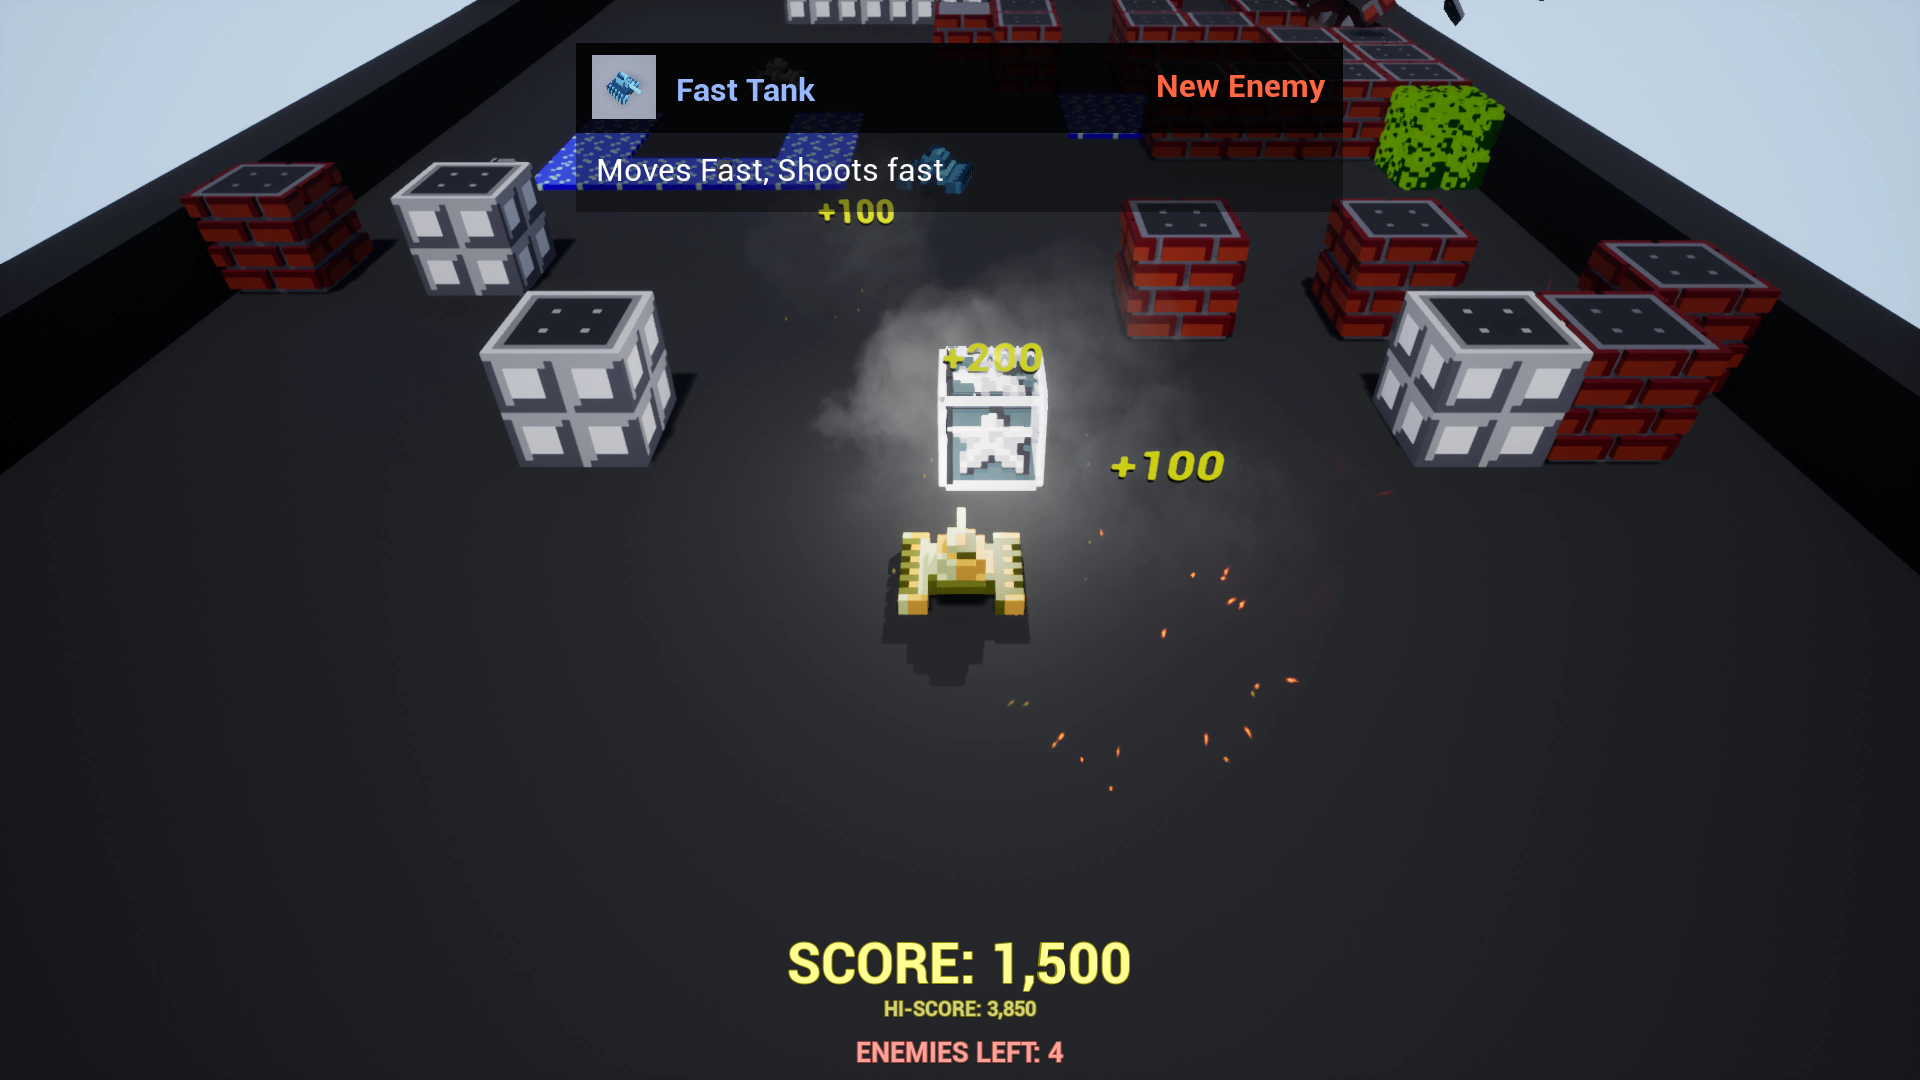 Fast Tank
New Enemy
Moves Fast, Shoots fast
+100
+200
+100
SCORE: 1,500
HI-SCORE: 3,850
ENEMIES LEFT: 4